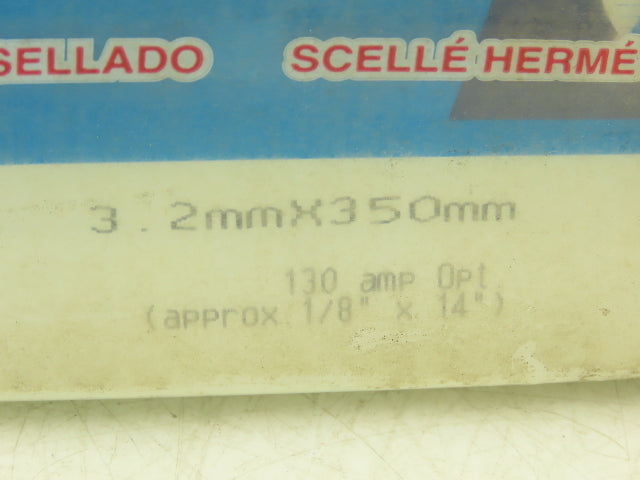 SELLADO SCELLÉ HERMÉ
3.2mmX350mm
130 amp Opt
(approx 1/8" x 14")